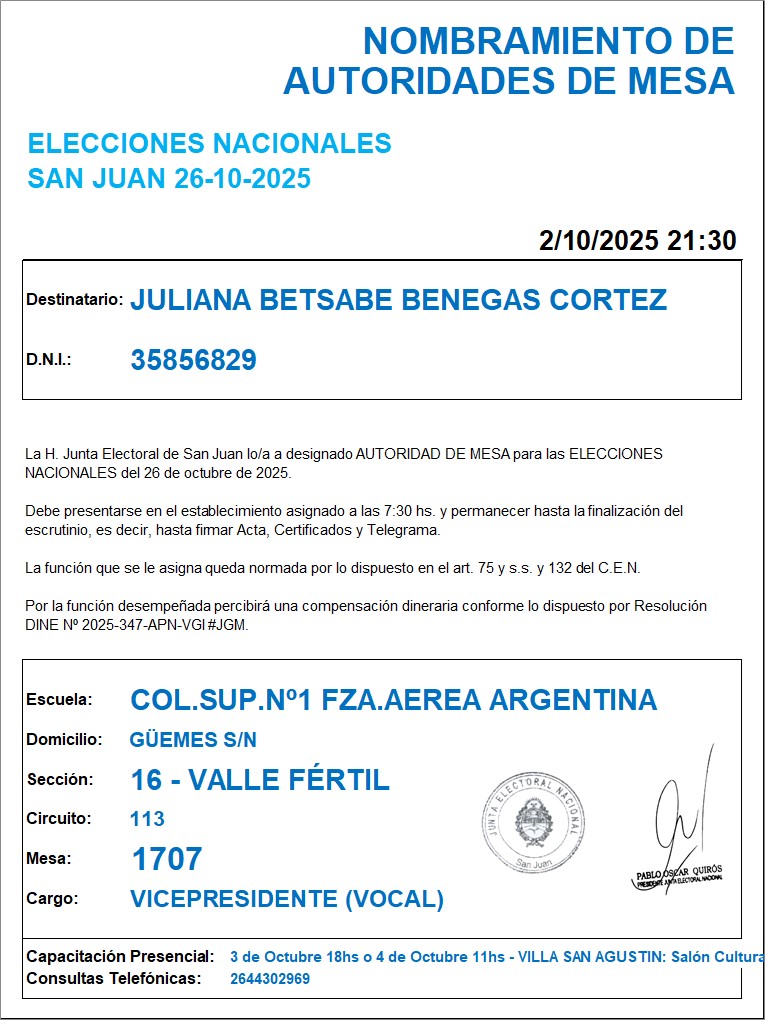 NOMBRAMIENTO DE
AUTORIDADES DE MESA
ELECCIONES NACIONALES
SAN JUAN 26-10-2025
2/10/2025 21:30
Destinatario: JULIANA BETSABE BENEGAS CORTEZ
D.N.I.: 35856829
La H. Junta Electoral de San Juan lo/a a designado AUTORIDAD DE MESA para las ELECCIONES
NACIONALES del 26 de octubre de 2025.
Debe presentarse en el establecimiento asignado a las 7:30 hs. y permanecer hasta la finalización del
escrutinio, es decir, hasta firmar Acta, Certificados y Telegrama.
La función que se le asigna queda normada por lo dispuesto en el art. 75 y s.s. y 132 del C.E.N.
Por la función desempeñada percibirá una compensación dineraria conforme lo dispuesto por Resolución
DINE Nº 2025-347-APN-VGI#JGM.
Escuela: COL.SUP.Nº1 FZA.AEREA ARGENTINA
Domicilio: GÜEMES S/N
Sección: 16 - VALLE FÉRTIL
Circuito: 113
Mesa: 1707
Cargo: VICEPRESIDENTE (VOCAL)
JUNTA ELECTORAL NACIONAL
San Juan
PABLO OSCAR QUIRÓS
PRESIDENTE JUNTA ELECTORAL NACIONAL
Capacitación Presencial: 3 de Octubre 18hs o 4 de Octubre 11hs - VILLA SAN AGUSTIN: Salón Cultura
Consultas Telefónicas: 2644302969